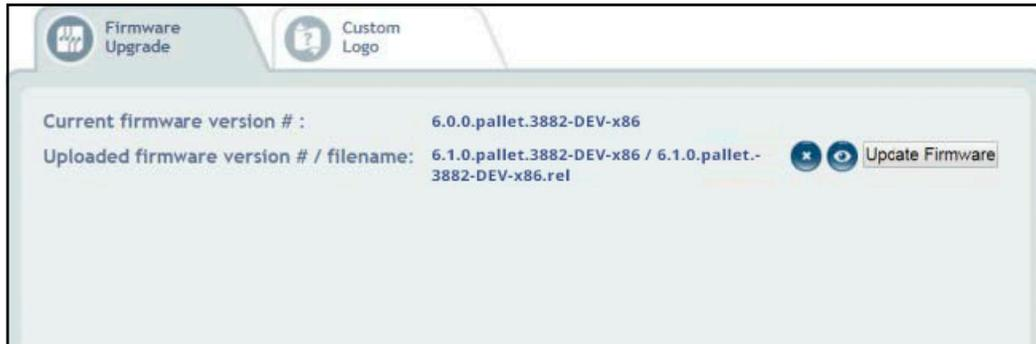 Firmware
Upgrade
Custom
Logo
Current firmware version # :
6.0.0.pallet.3882-DEV-x86
Uploaded firmware version # / filename:
6.1.0.pallet.3882-DEV-x86 / 6.1.0.pallet.-
3882-DEV-x86.rel
Update Firmware